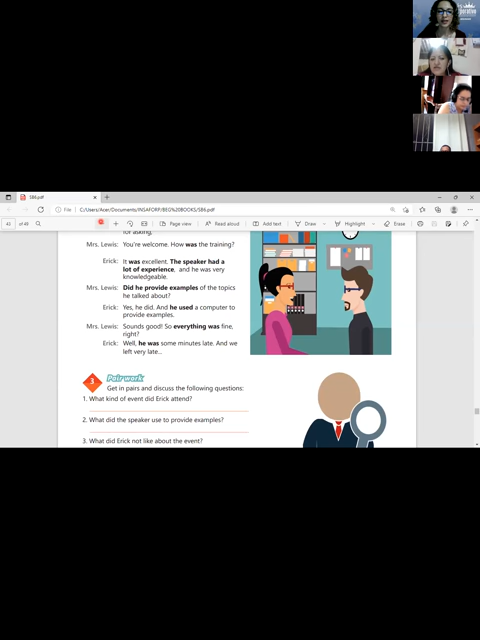 SB6.pdf
File
C:/Users/Acer/Documents/INSAFORP/BEG%20BOOKS/SB6.pdf
43
of 49
Page view
Read aloud
Add text
Draw
Highlight
Erase
for asking.
Mrs. Lewis: You're welcome. How was the training?
Erick: It was excellent. The speaker had a
lot of experience, and he was very
knowledgeable.
Mrs. Lewis: Did he provide examples of the topics
he talked about?
Erick: Yes, he did. And he used a computer to
provide examples.
Mrs. Lewis: Sounds good! So everything was fine,
right?
Erick: Well, he was some minutes late. And we
left very late...
3 Pair work
Get in pairs and discuss the following questions:
1. What kind of event did Erick attend?
2. What did the speaker use to provide examples?
3. What did Erick not like about the event?